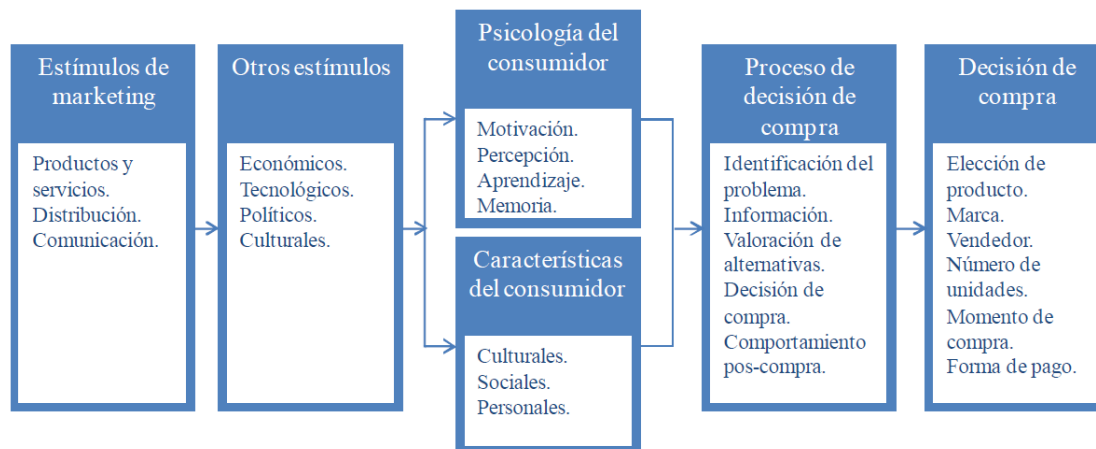 Estímulos de
marketing
Productos y
servicios.
Distribución.
Comunicación.
Otros estímulos
Económicos.
Tecnológicos.
Políticos.
Culturales.
Psicología del
consumidor
Motivación.
Percepción.
Aprendizaje.
Memoria.
Características
del consumidor
Culturales.
Sociales.
Personales.
Proceso de
decisión de
compra
Identificación del
problema.
Información.
Valoración de
alternativas.
Decisión de
compra.
Comportamiento
pos-compra.
Decisión de
compra
Elección de
producto.
Marca.
Vendedor.
Número de
unidades.
Momento de
compra.
Forma de pago.